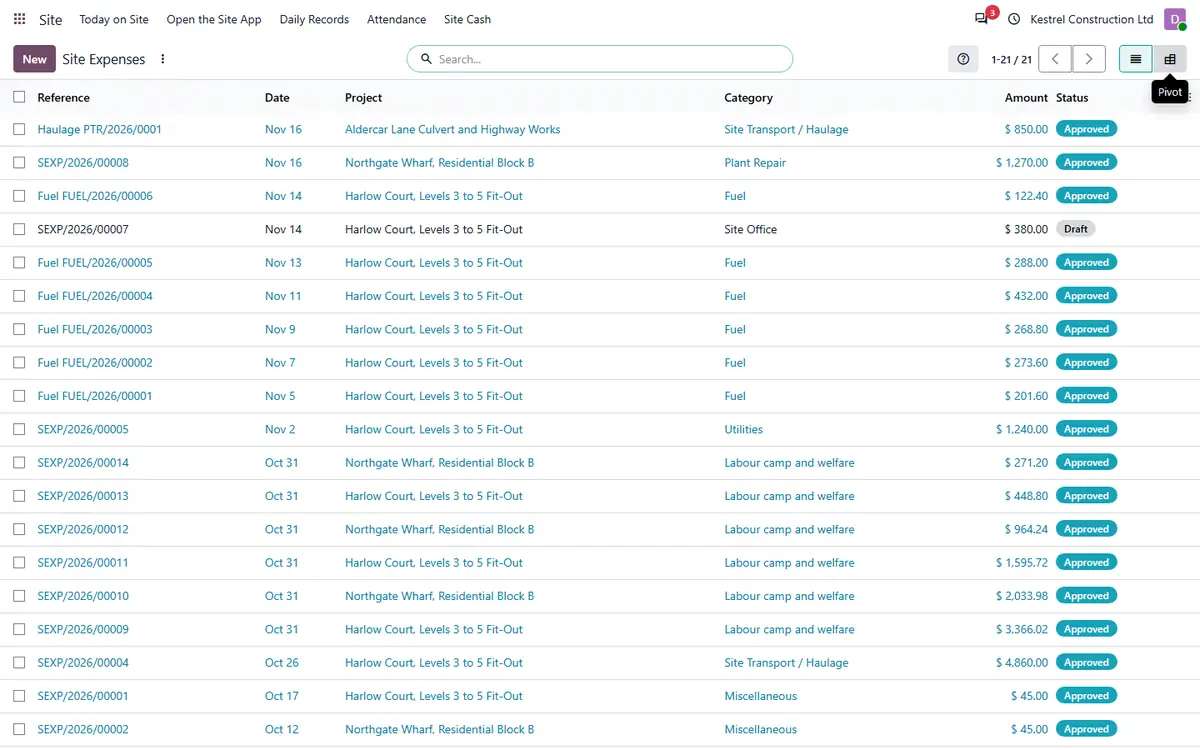 Site Today on Site Open the Site App Daily Records Attendance Site Cash 3 Kestrel Construction Ltd D
New Site Expenses Search... 1-21 / 21
Pivot
Reference Date Project Category Amount Status
Haulage PTR/2026/0001 Nov 16 Aldercar Lane Culvert and Highway Works Site Transport / Haulage $ 850.00 Approved
SEXP/2026/00008 Nov 16 Northgate Wharf, Residential Block B Plant Repair $ 1,270.00 Approved
Fuel FUEL/2026/00006 Nov 14 Harlow Court, Levels 3 to 5 Fit-Out Fuel $ 122.40 Approved
SEXP/2026/00007 Nov 14 Harlow Court, Levels 3 to 5 Fit-Out Site Office $ 380.00 Draft
Fuel FUEL/2026/00005 Nov 13 Harlow Court, Levels 3 to 5 Fit-Out Fuel $ 288.00 Approved
Fuel FUEL/2026/00004 Nov 11 Harlow Court, Levels 3 to 5 Fit-Out Fuel $ 432.00 Approved
Fuel FUEL/2026/00003 Nov 9 Harlow Court, Levels 3 to 5 Fit-Out Fuel $ 268.80 Approved
Fuel FUEL/2026/00002 Nov 7 Harlow Court, Levels 3 to 5 Fit-Out Fuel $ 273.60 Approved
Fuel FUEL/2026/00001 Nov 5 Harlow Court, Levels 3 to 5 Fit-Out Fuel $ 201.60 Approved
SEXP/2026/00005 Nov 2 Harlow Court, Levels 3 to 5 Fit-Out Utilities $ 1,240.00 Approved
SEXP/2026/00014 Oct 31 Northgate Wharf, Residential Block B Labour camp and welfare $ 271.20 Approved
SEXP/2026/00013 Oct 31 Harlow Court, Levels 3 to 5 Fit-Out Labour camp and welfare $ 448.80 Approved
SEXP/2026/00012 Oct 31 Northgate Wharf, Residential Block B Labour camp and welfare $ 964.24 Approved
SEXP/2026/00011 Oct 31 Harlow Court, Levels 3 to 5 Fit-Out Labour camp and welfare $ 1,595.72 Approved
SEXP/2026/00010 Oct 31 Northgate Wharf, Residential Block B Labour camp and welfare $ 2,033.98 Approved
SEXP/2026/00009 Oct 31 Harlow Court, Levels 3 to 5 Fit-Out Labour camp and welfare $ 3,366.02 Approved
SEXP/2026/00004 Oct 26 Harlow Court, Levels 3 to 5 Fit-Out Site Transport / Haulage $ 4,860.00 Approved
SEXP/2026/00001 Oct 17 Harlow Court, Levels 3 to 5 Fit-Out Miscellaneous $ 45.00 Approved
SEXP/2026/00002 Oct 12 Northgate Wharf, Residential Block B Miscellaneous $ 45.00 Approved